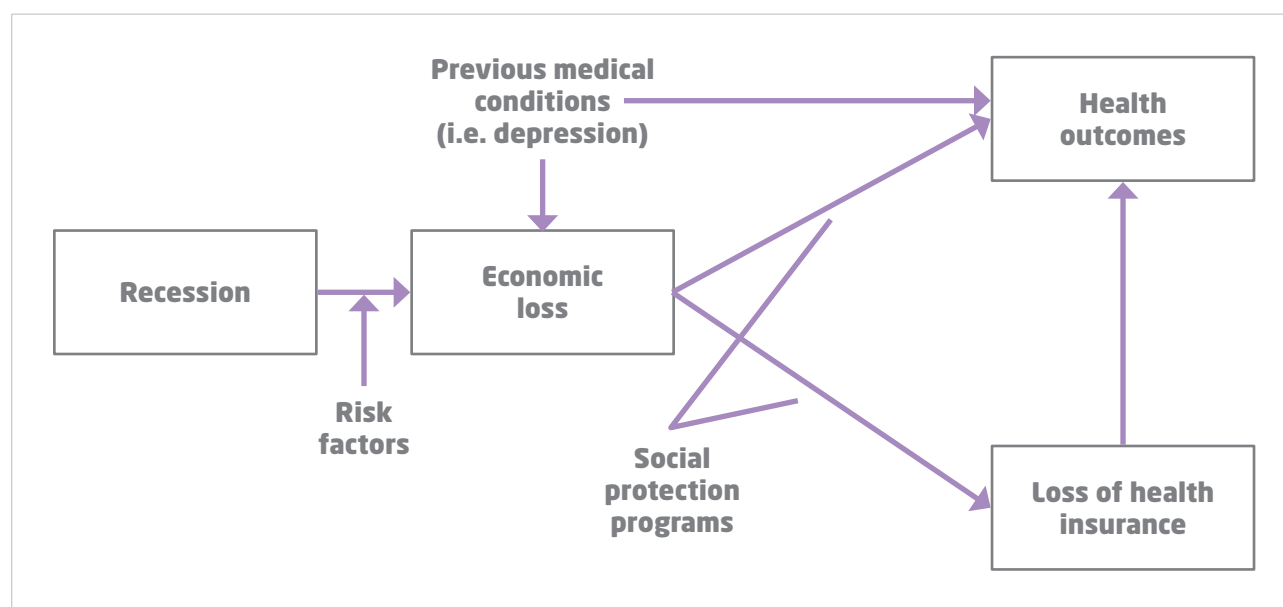 Previous medical
conditions
(i.e. depression)
Health
outcomes
Recession
Economic
loss
Risk
factors
Social
protection
programs
Loss of health
insurance